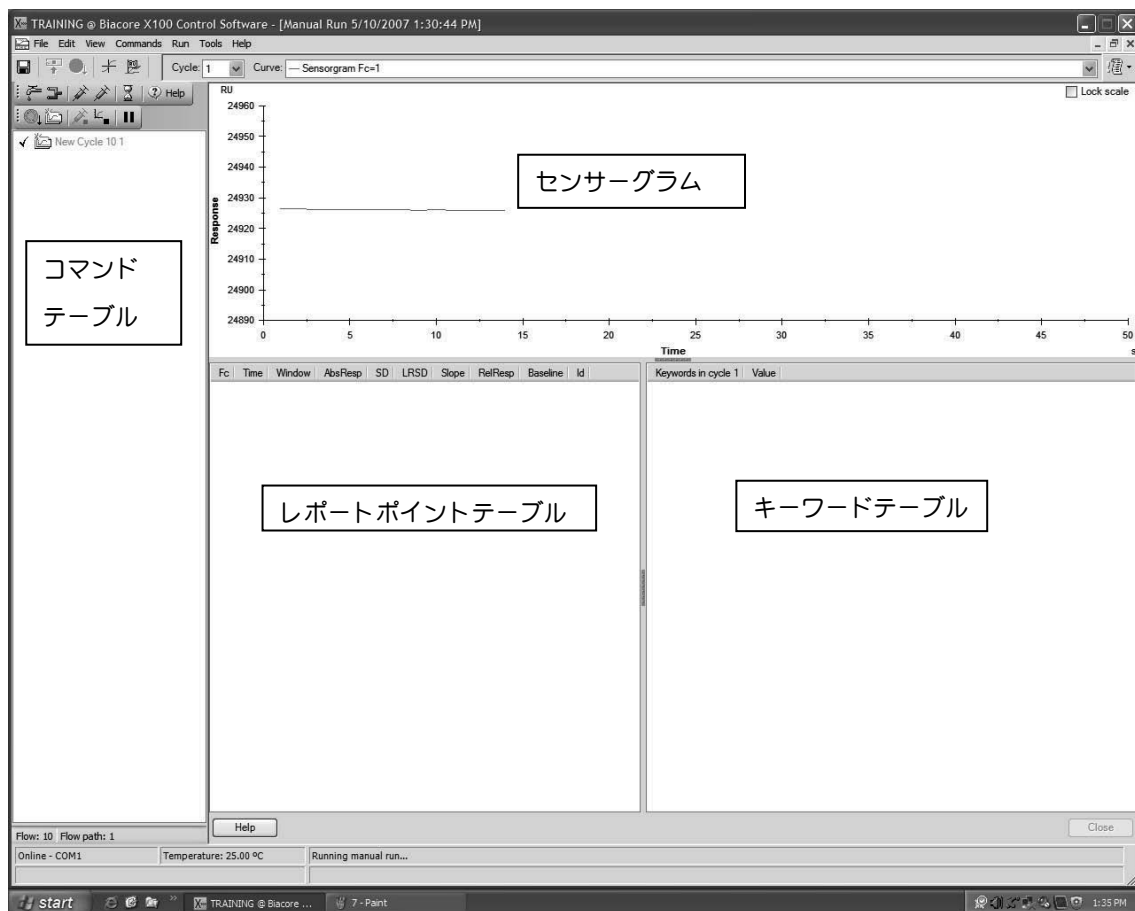 TRAINING @ Biacore X100 Control Software - [Manual Run 5/10/2007 1:30:44 PM]
File Edit View Commands Run Tools Help
Cycle: 1 Curve: — Sensorgram Fc=1
Help
New Cycle 10 1
コマンド
テーブル
RU
Lock scale
24960
24950
24940
24930
24920
24910
24900
24890
Response
センサーグラム
0 5 10 15 20 25 30 35 40 45 50
Time
s
Fc Time Window AbsResp SD LRSD Slope RelResp Baseline Id
Keywords in cycle 1 Value
レポートポイントテーブル
キーワードテーブル
Help
Close
Flow: 10 Flow path: 1
Online - COM1 Temperature: 25.00 ºC Running manual run...
start TRAINING @ Biacore ... 7 - Paint 1:35 PM